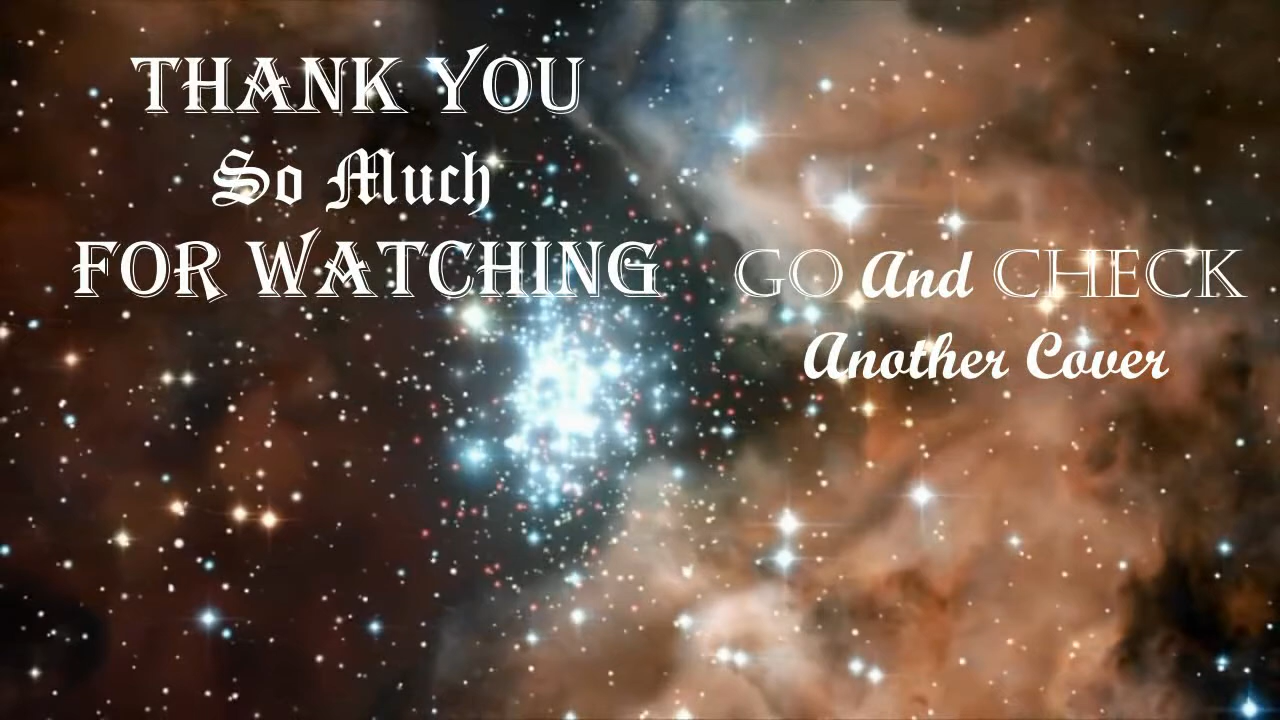 THANK YOU
So Much
FOR WATCHING
GO And CHECK
Another Cover